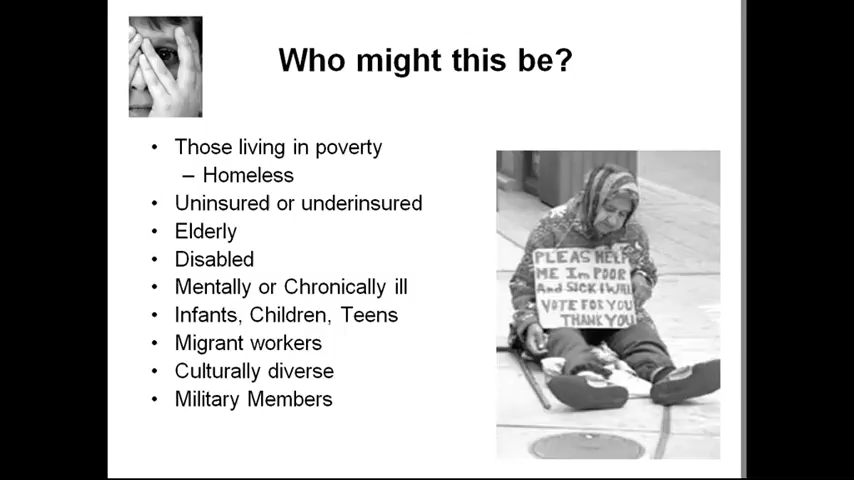 Who might this be?
• Those living in poverty
– Homeless
• Uninsured or underinsured
• Elderly
• Disabled
• Mentally or Chronically ill
• Infants, Children, Teens
• Migrant workers
• Culturally diverse
• Military Members
PLEAS HELP
ME Im POOR
And SICK I WILL
VOTE FOR YOU
THANK YOU